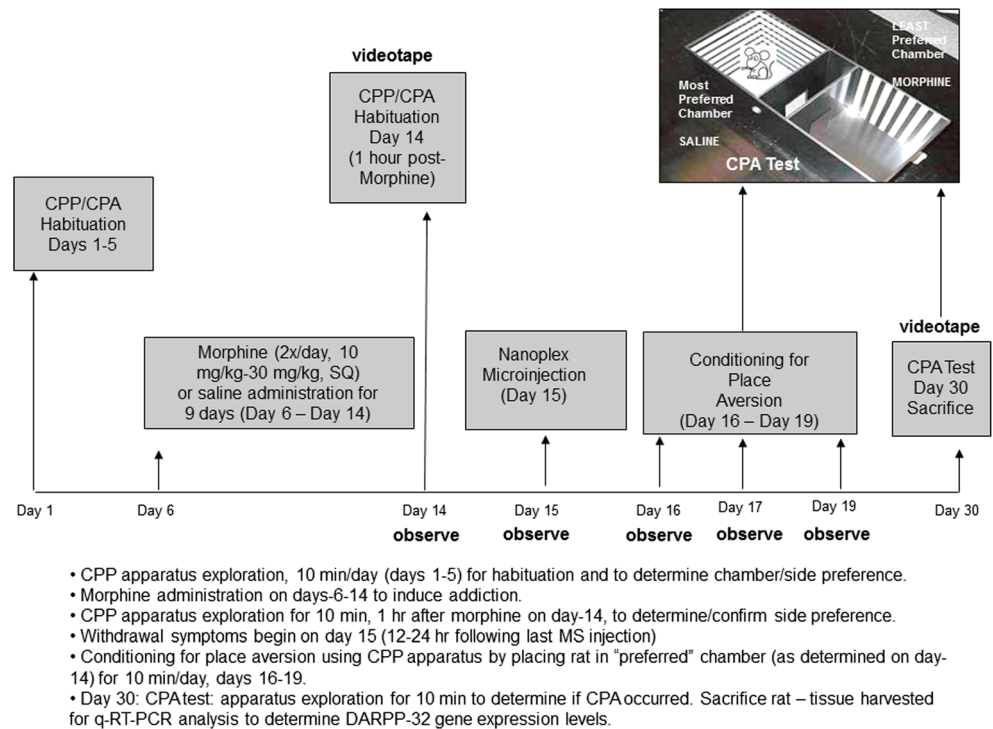 videotape
CPP/CPA
Habituation
Day 14
(1 hour post-
Morphine)
CPP/CPA
Habituation
Days 1-5
LEAST
Preferred
Chamber
MORPHINE
Most
Preferred
Chamber
SALINE
CPA Test
Morphine (2x/day, 10
mg/kg-30 mg/kg, SQ)
or saline administration for
9 days (Day 6 – Day 14)
Nanoplex
Microinjection
(Day 15)
Conditioning for
Place
Aversion
(Day 16 – Day 19)
videotape
CPA Test
Day 30
Sacrifice
Day 1
Day 6
Day 14
observe
Day 15
observe
Day 16
observe
Day 17
observe
Day 19
observe
Day 30
• CPP apparatus exploration, 10 min/day (days 1-5) for habituation and to determine chamber/side preference.
• Morphine administration on days-6-14 to induce addiction.
• CPP apparatus exploration for 10 min, 1 hr after morphine on day-14, to determine/confirm side preference.
• Withdrawal symptoms begin on day 15 (12-24 hr following last MS injection)
• Conditioning for place aversion using CPP apparatus by placing rat in “preferred” chamber (as determined on day-
14) for 10 min/day, days 16-19.
• Day 30: CPA test: apparatus exploration for 10 min to determine if CPA occurred. Sacrifice rat – tissue harvested
for q-RT-PCR analysis to determine DARPP-32 gene expression levels.